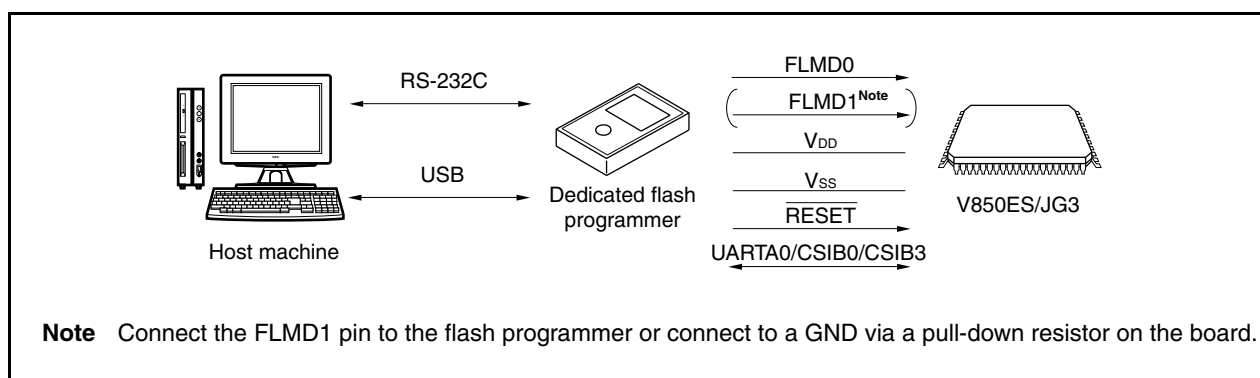 RS-232C
USB
Host machine
Dedicated flash
programmer
FLMD0
FLMD1Note
VDD
VSS
RESET
UARTA0/CSIB0/CSIB3
V850ES/JG3
Note Connect the FLMD1 pin to the flash programmer or connect to a GND via a pull-down resistor on the board.